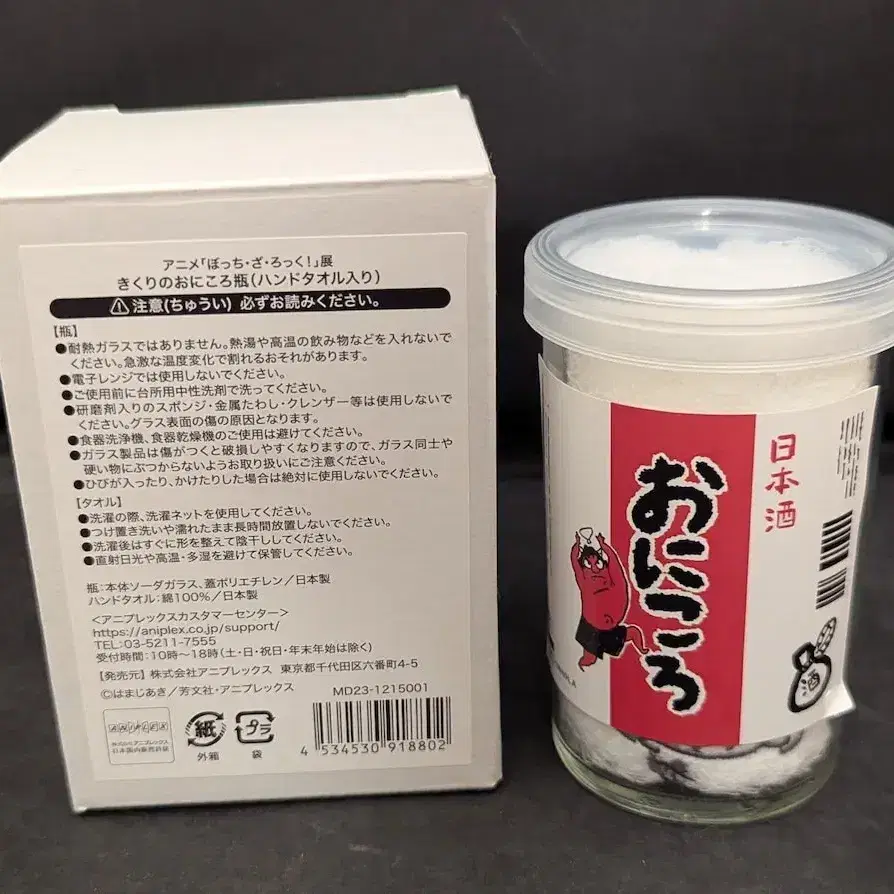 アニメ「ぼっち・ざ・ろっく!」展
きくりのおにころ瓶(ハンドタオル入り)
注意(ちゅうい) 必ずお読みください。
【瓶】
●耐熱ガラスではありません。熱湯や高温の飲み物などを入れないで
ください。急激な温度変化で割れるおそれがあります。
●電子レンジでは使用しないでください。
●ご使用前に台所用中性洗剤で洗ってください。
●研磨剤入りのスポンジ・金属たわし・クレンザー等は使用しないで
ください。グラス表面の傷の原因となります。
●食器洗浄機、食器乾燥機のご使用は避けてください。
●ガラス製品は傷がつくと破損しやすくなりますので、ガラス同士や
硬い物にぶつからないようお取り扱いにご注意ください。
●ひびが入ったり、かけたりした場合は絶対に使用しないでください。
【タオル】
●洗濯の際、洗濯ネットを使用してください。
●つけ置き洗いや濡れたまま長時間放置しないでください。
●洗濯後はすぐに形を整えて陰干ししてください。
●直射日光や高温・多湿を避けて保管してください。
瓶:本体ソーダガラス、蓋ポリエチレン/日本製
ハンドタオル:綿100%/日本製
<アニプレックスカスタマーセンター>
https://aniplex.co.jp/support/
TEL:03-5211-7555
受付時間:10時~18時(土・日・祝日・年末年始は除く)
【発売元】株式会社アニプレックス 東京都千代田区六番町4-5
©はまじあき/芳文社・アニプレックス
MD23-1215001
ANIPLEX
株式会社アニプレックス
日本国内販売許諾
紙
外箱
プラ
袋
4 534530 918802
日本酒
おにころ
酒